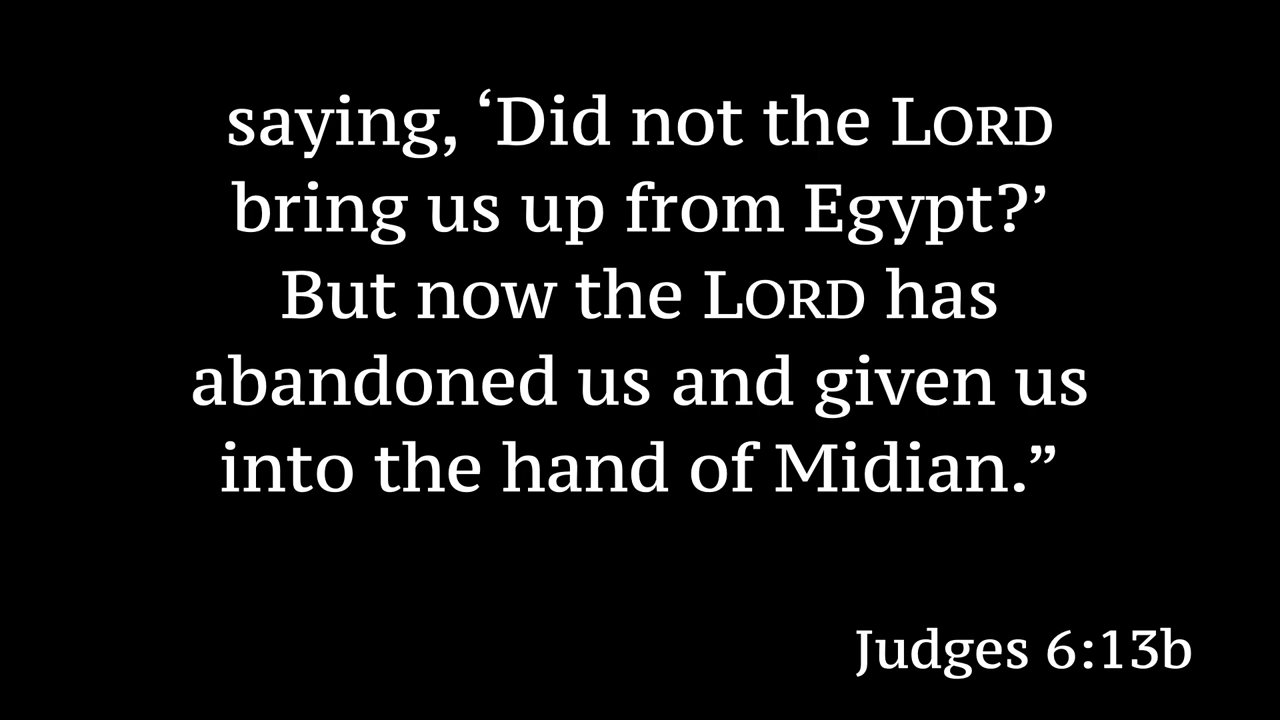 saying, ‘Did not the LORD
bring us up from Egypt?’
But now the LORD has
abandoned us and given us
into the hand of Midian.”
Judges 6:13b